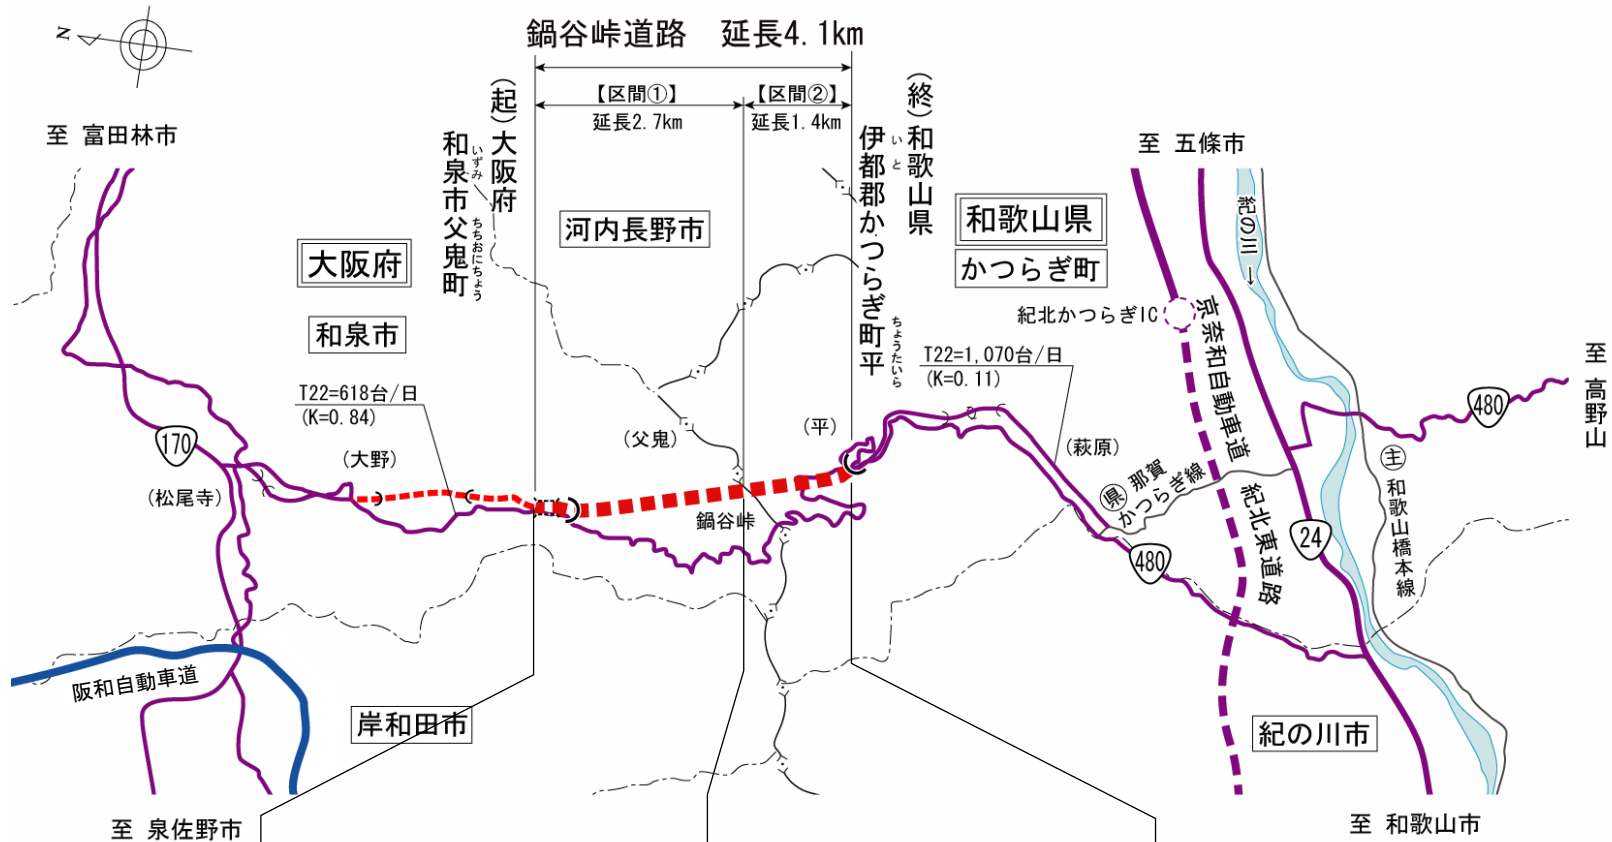 鍋谷峠道路 延長4.1km
【区間①】
延長2.7km
【区間②】
延長1.4km
N
(起)大阪府
和泉市父鬼町
いずみ
ちちおにちょう
(終)和歌山県
伊都郡かつらぎ町平
いと
ちょうたいら
至 富田林市
大阪府
和泉市
河内長野市
和歌山県
かつらぎ町
至 五條市
紀の川→
紀北かつらぎIC
京奈和自動車道
紀北東道路
T22=618台/日
(K=0.84)
T22=1,070台/日
(K=0.11)
170
(松尾寺)
(大野)
(父鬼)
(平)
鍋谷峠
(萩原)
県 那賀
かつらぎ線
480
24
480
主 和歌山橋本線
至 高野山
阪和自動車道
岸和田市
紀の川市
至 泉佐野市
至 和歌山市